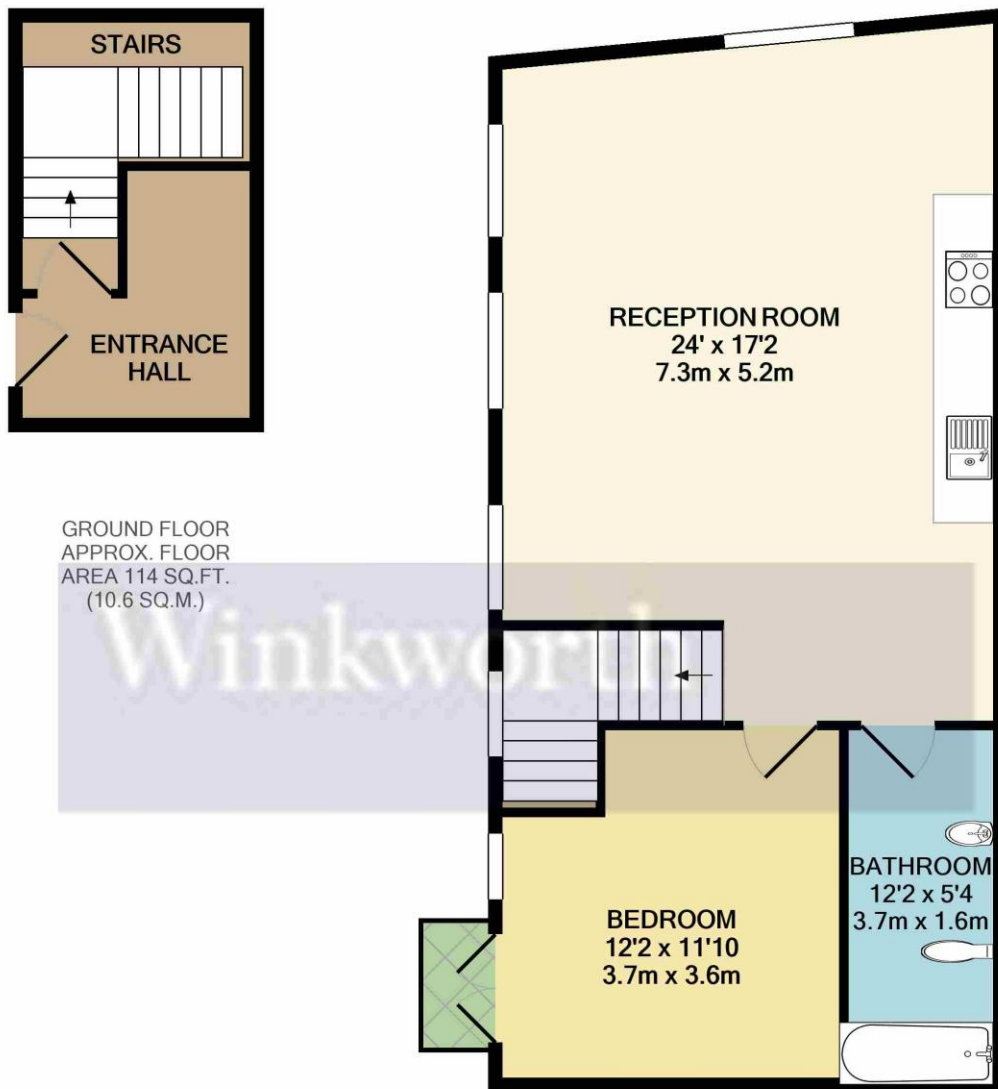 STAIRS
ENTRANCE
HALL
GROUND FLOOR
APPROX. FLOOR
AREA 114 SQ.FT.
(10.6 SQ.M.)
RECEPTION ROOM
24' x 17'2
7.3m x 5.2m
Winkworth
BEDROOM
12'2 x 11'10
3.7m x 3.6m
BATHROOM
12'2 x 5'4
3.7m x 1.6m